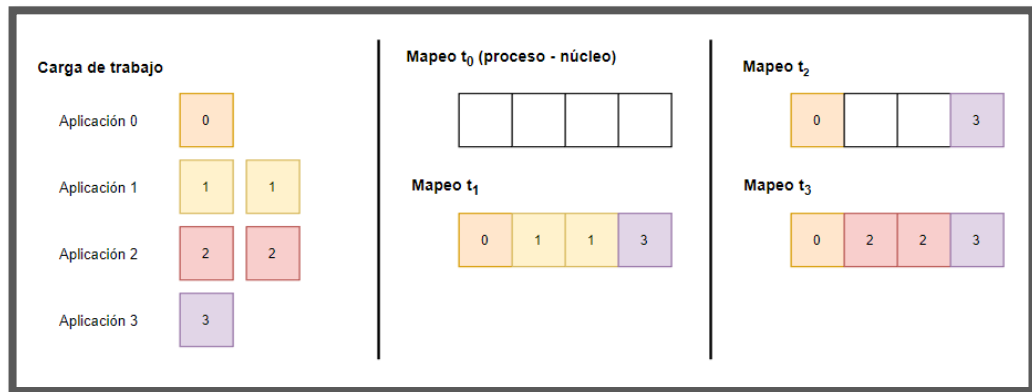 Carga de trabajo
Aplicación 0
0
Aplicación 1
1 1
Aplicación 2
2 2
Aplicación 3
3
Mapeo t0 (proceso - núcleo)
Mapeo t1
0 1 1 3
Mapeo t2
0 3
Mapeo t3
0 2 2 3